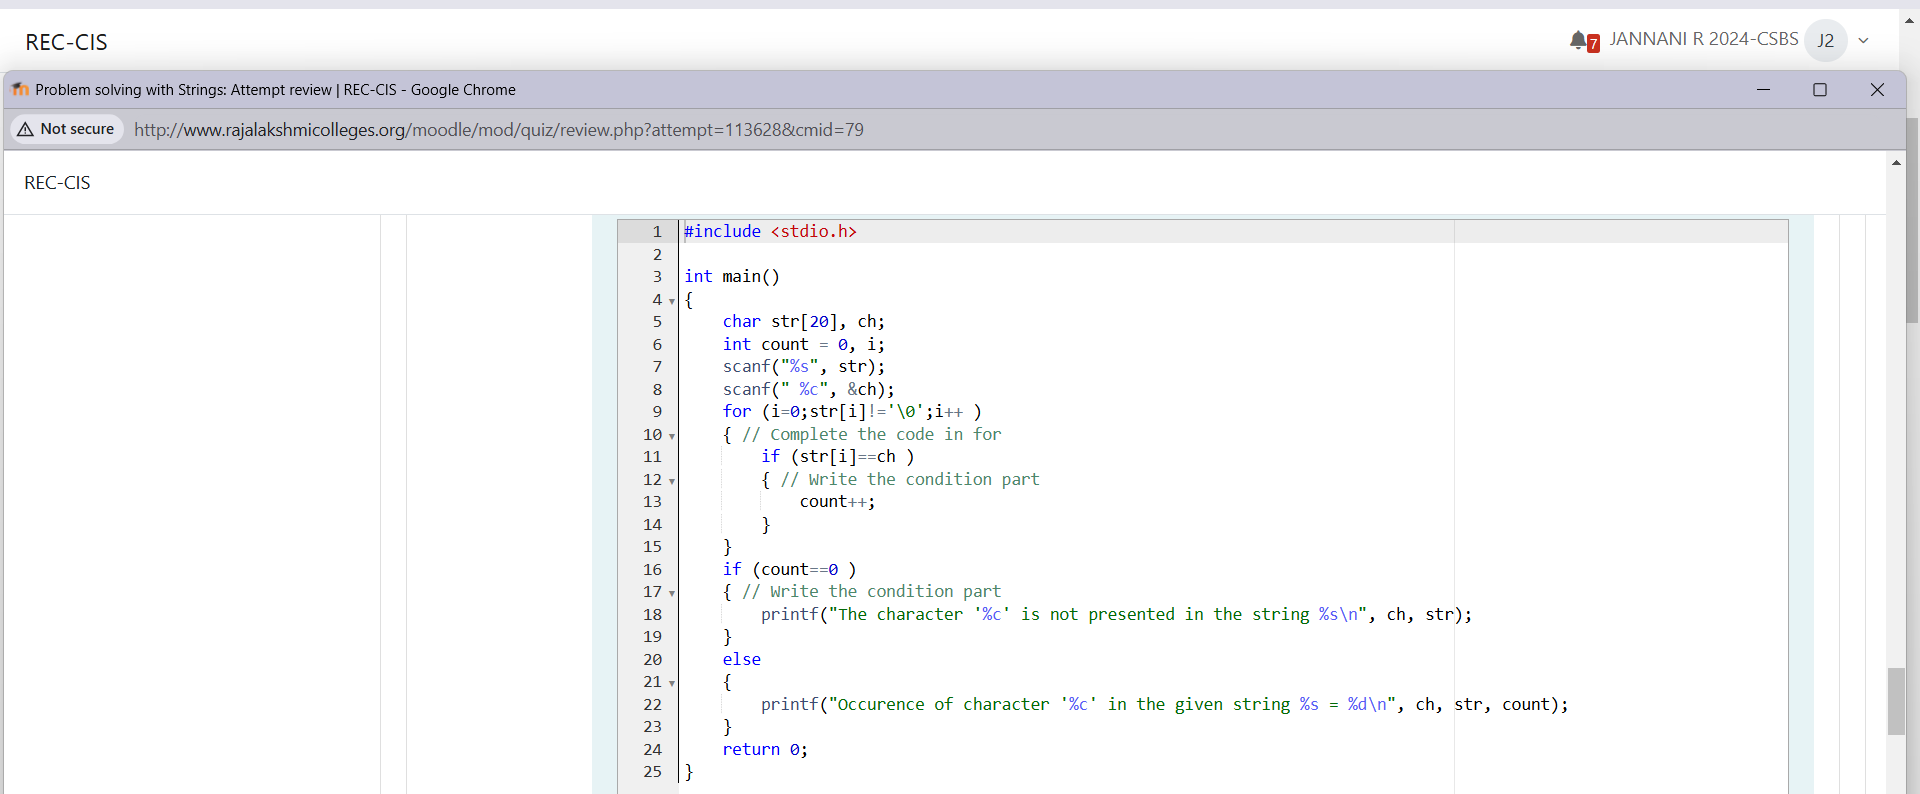 REC-CIS
7 JANNANI R 2024-CSBS J2
Problem solving with Strings: Attempt review | REC-CIS - Google Chrome
Not secure http://www.rajalakshmicolleges.org/moodle/mod/quiz/review.php?attempt=113628&cmid=79
REC-CIS
1 #include <stdio.h>
2
3 int main()
4 {
5     char str[20], ch;
6     int count = 0, i;
7     scanf("%s", str);
8     scanf(" %c", &ch);
9     for (i=0;str[i]!='\0';i++ )
10     { // Complete the code in for
11         if (str[i]==ch )
12         { // Write the condition part
13             count++;
14         }
15     }
16     if (count==0 )
17     { // Write the condition part
18         printf("The character '%c' is not presented in the string %s\n", ch, str);
19     }
20     else
21     {
22         printf("Occurence of character '%c' in the given string %s = %d\n", ch, str, count);
23     }
24     return 0;
25 }